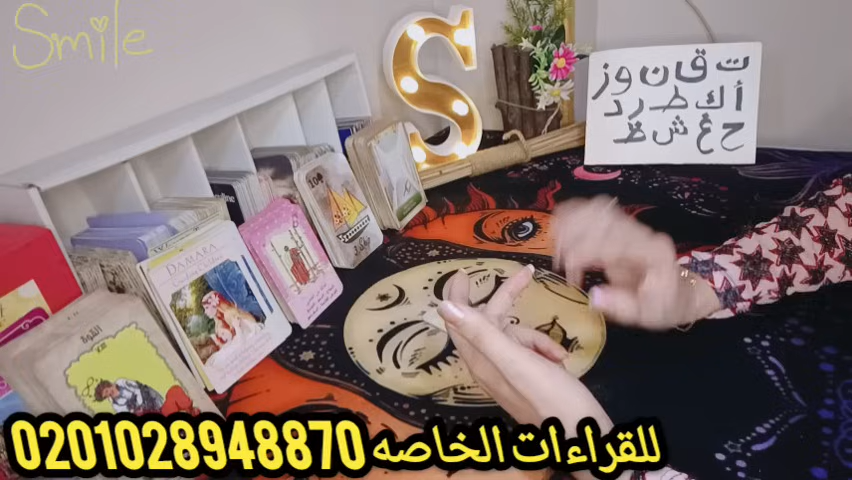 Smile
S
ت ق ا ن و ز
أ ك ط ر د
ح غ ش ظ
DAMARA
القوة
للقراءات الخاصه 0201028948870